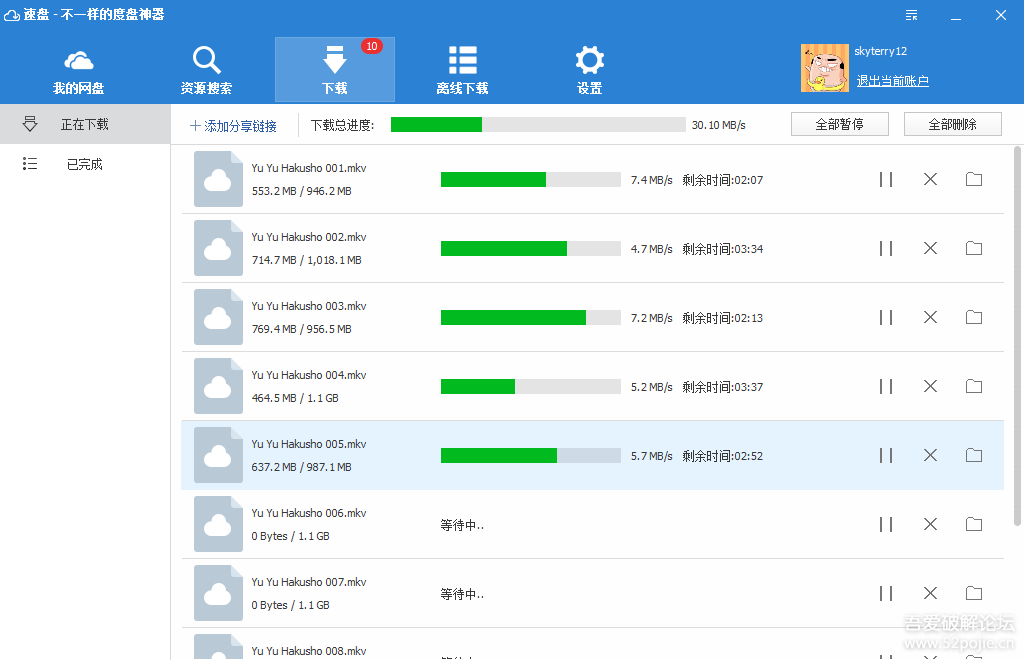 速盘 - 不一样的度盘神器
我的网盘
资源搜索
下载
10
离线下载
设置
skyterry12
退出当前账户
正在下载
已完成
添加分享链接
下载总进度:
30.10 MB/s
全部暂停
全部删除
Yu Yu Hakusho 001.mkv
553.2 MB / 946.2 MB
7.4 MB/s 剩余时间:02:07
Yu Yu Hakusho 002.mkv
714.7 MB / 1,018.1 MB
4.7 MB/s 剩余时间:03:34
Yu Yu Hakusho 003.mkv
769.4 MB / 956.5 MB
7.2 MB/s 剩余时间:02:13
Yu Yu Hakusho 004.mkv
464.5 MB / 1.1 GB
5.2 MB/s 剩余时间:03:37
Yu Yu Hakusho 005.mkv
637.2 MB / 987.1 MB
5.7 MB/s 剩余时间:02:52
Yu Yu Hakusho 006.mkv
0 Bytes / 1.1 GB
等待中..
Yu Yu Hakusho 007.mkv
0 Bytes / 1.1 GB
等待中..
Yu Yu Hakusho 008.mkv
吾爱破解论坛
www.52pojie.cn